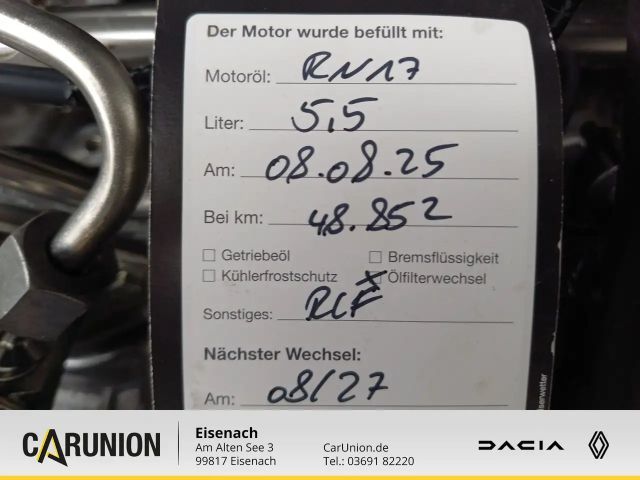 Der Motor wurde befüllt mit:
Motoröl: RN17
Liter: 5,5
Am: 08.08.25
Bei km: 48.852
Getriebeöl Bremsflüssigkeit
Kühlerfrostschutz x Ölfilterwechsel
Sonstiges: RLF
Nächster Wechsel:
Am: 08/27
CARUNION
Eisenach
Am Alten See 3
99817 Eisenach
CarUnion.de
Tel.: 03691 82220
DACIA